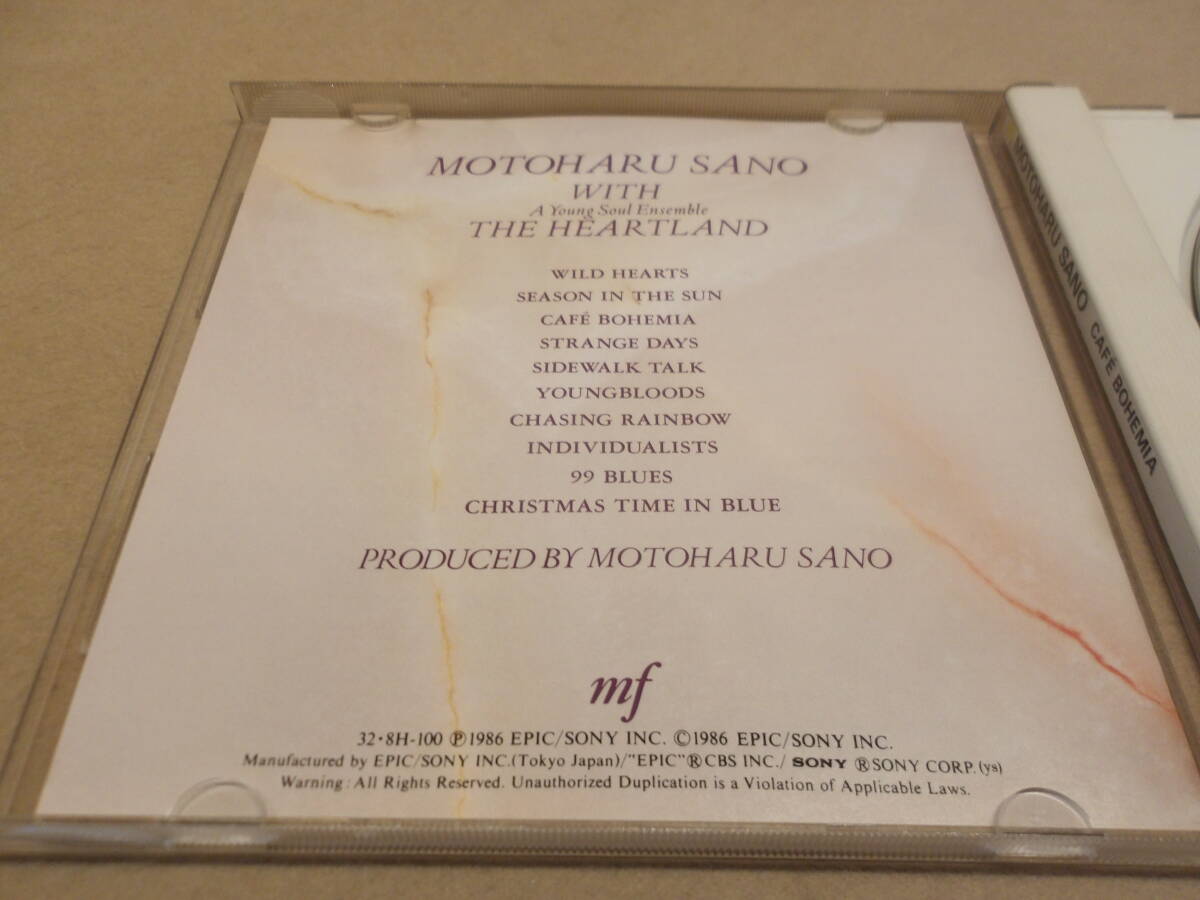 MOTOHARU SANO
WITH
A Young Soul Ensemble
THE HEARTLAND
WILD HEARTS
SEASON IN THE SUN
CAFÉ BOHEMIA
STRANGE DAYS
SIDEWALK TALK
YOUNGBLOODS
CHASING RAINBOW
INDIVIDUALISTS
99 BLUES
CHRISTMAS TIME IN BLUE
PRODUCED BY MOTOHARU SANO
mf
32・8H-100 ℗1986 EPIC/SONY INC. ©1986 EPIC/SONY INC.
Manufactured by EPIC/SONY INC.(Tokyo Japan)/"EPIC"®CBS INC./ SONY ®SONY CORP.(ys)
Warning: All Rights Reserved. Unauthorized Duplication is a Violation of Applicable Laws.
MOTOHARU SANO CAFÉ BOHEMIA